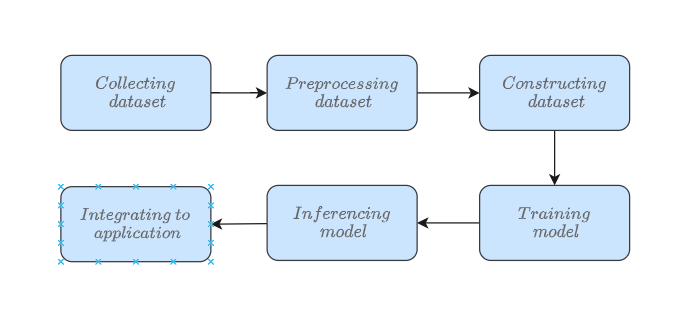 Collecting
dataset
Preprocessing
dataset
Constructing
dataset
Integrating to
application
Inferencing
model
Training
model